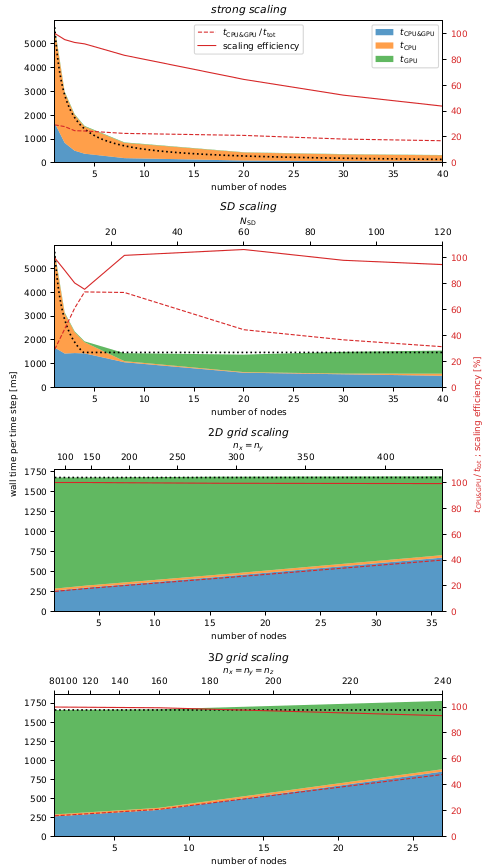 strong scaling
t_CPU&GPU / t_tot
scaling efficiency
t_CPU&GPU
t_CPU
t_GPU
5000
4000
3000
2000
1000
0
100
80
60
40
20
0
5 10 15 20 25 30 35 40
number of nodes
SD scaling
N_SD
20 40 60 80 100 120
5000
4000
3000
2000
1000
0
100
80
60
40
20
0
5 10 15 20 25 30 35 40
number of nodes
wall time per time step [ms]
t_CPU&GPU / t_tot ; scaling efficiency [%]
2D grid scaling
n_x = n_y
100 150 200 250 300 350 400
1750
1500
1250
1000
750
500
250
0
100
80
60
40
20
0
5 10 15 20 25 30 35
number of nodes
3D grid scaling
n_x = n_y = n_z
80 100 120 140 160 180 200 220 240
1750
1500
1250
1000
750
500
250
0
100
80
60
40
20
0
5 10 15 20 25
number of nodes